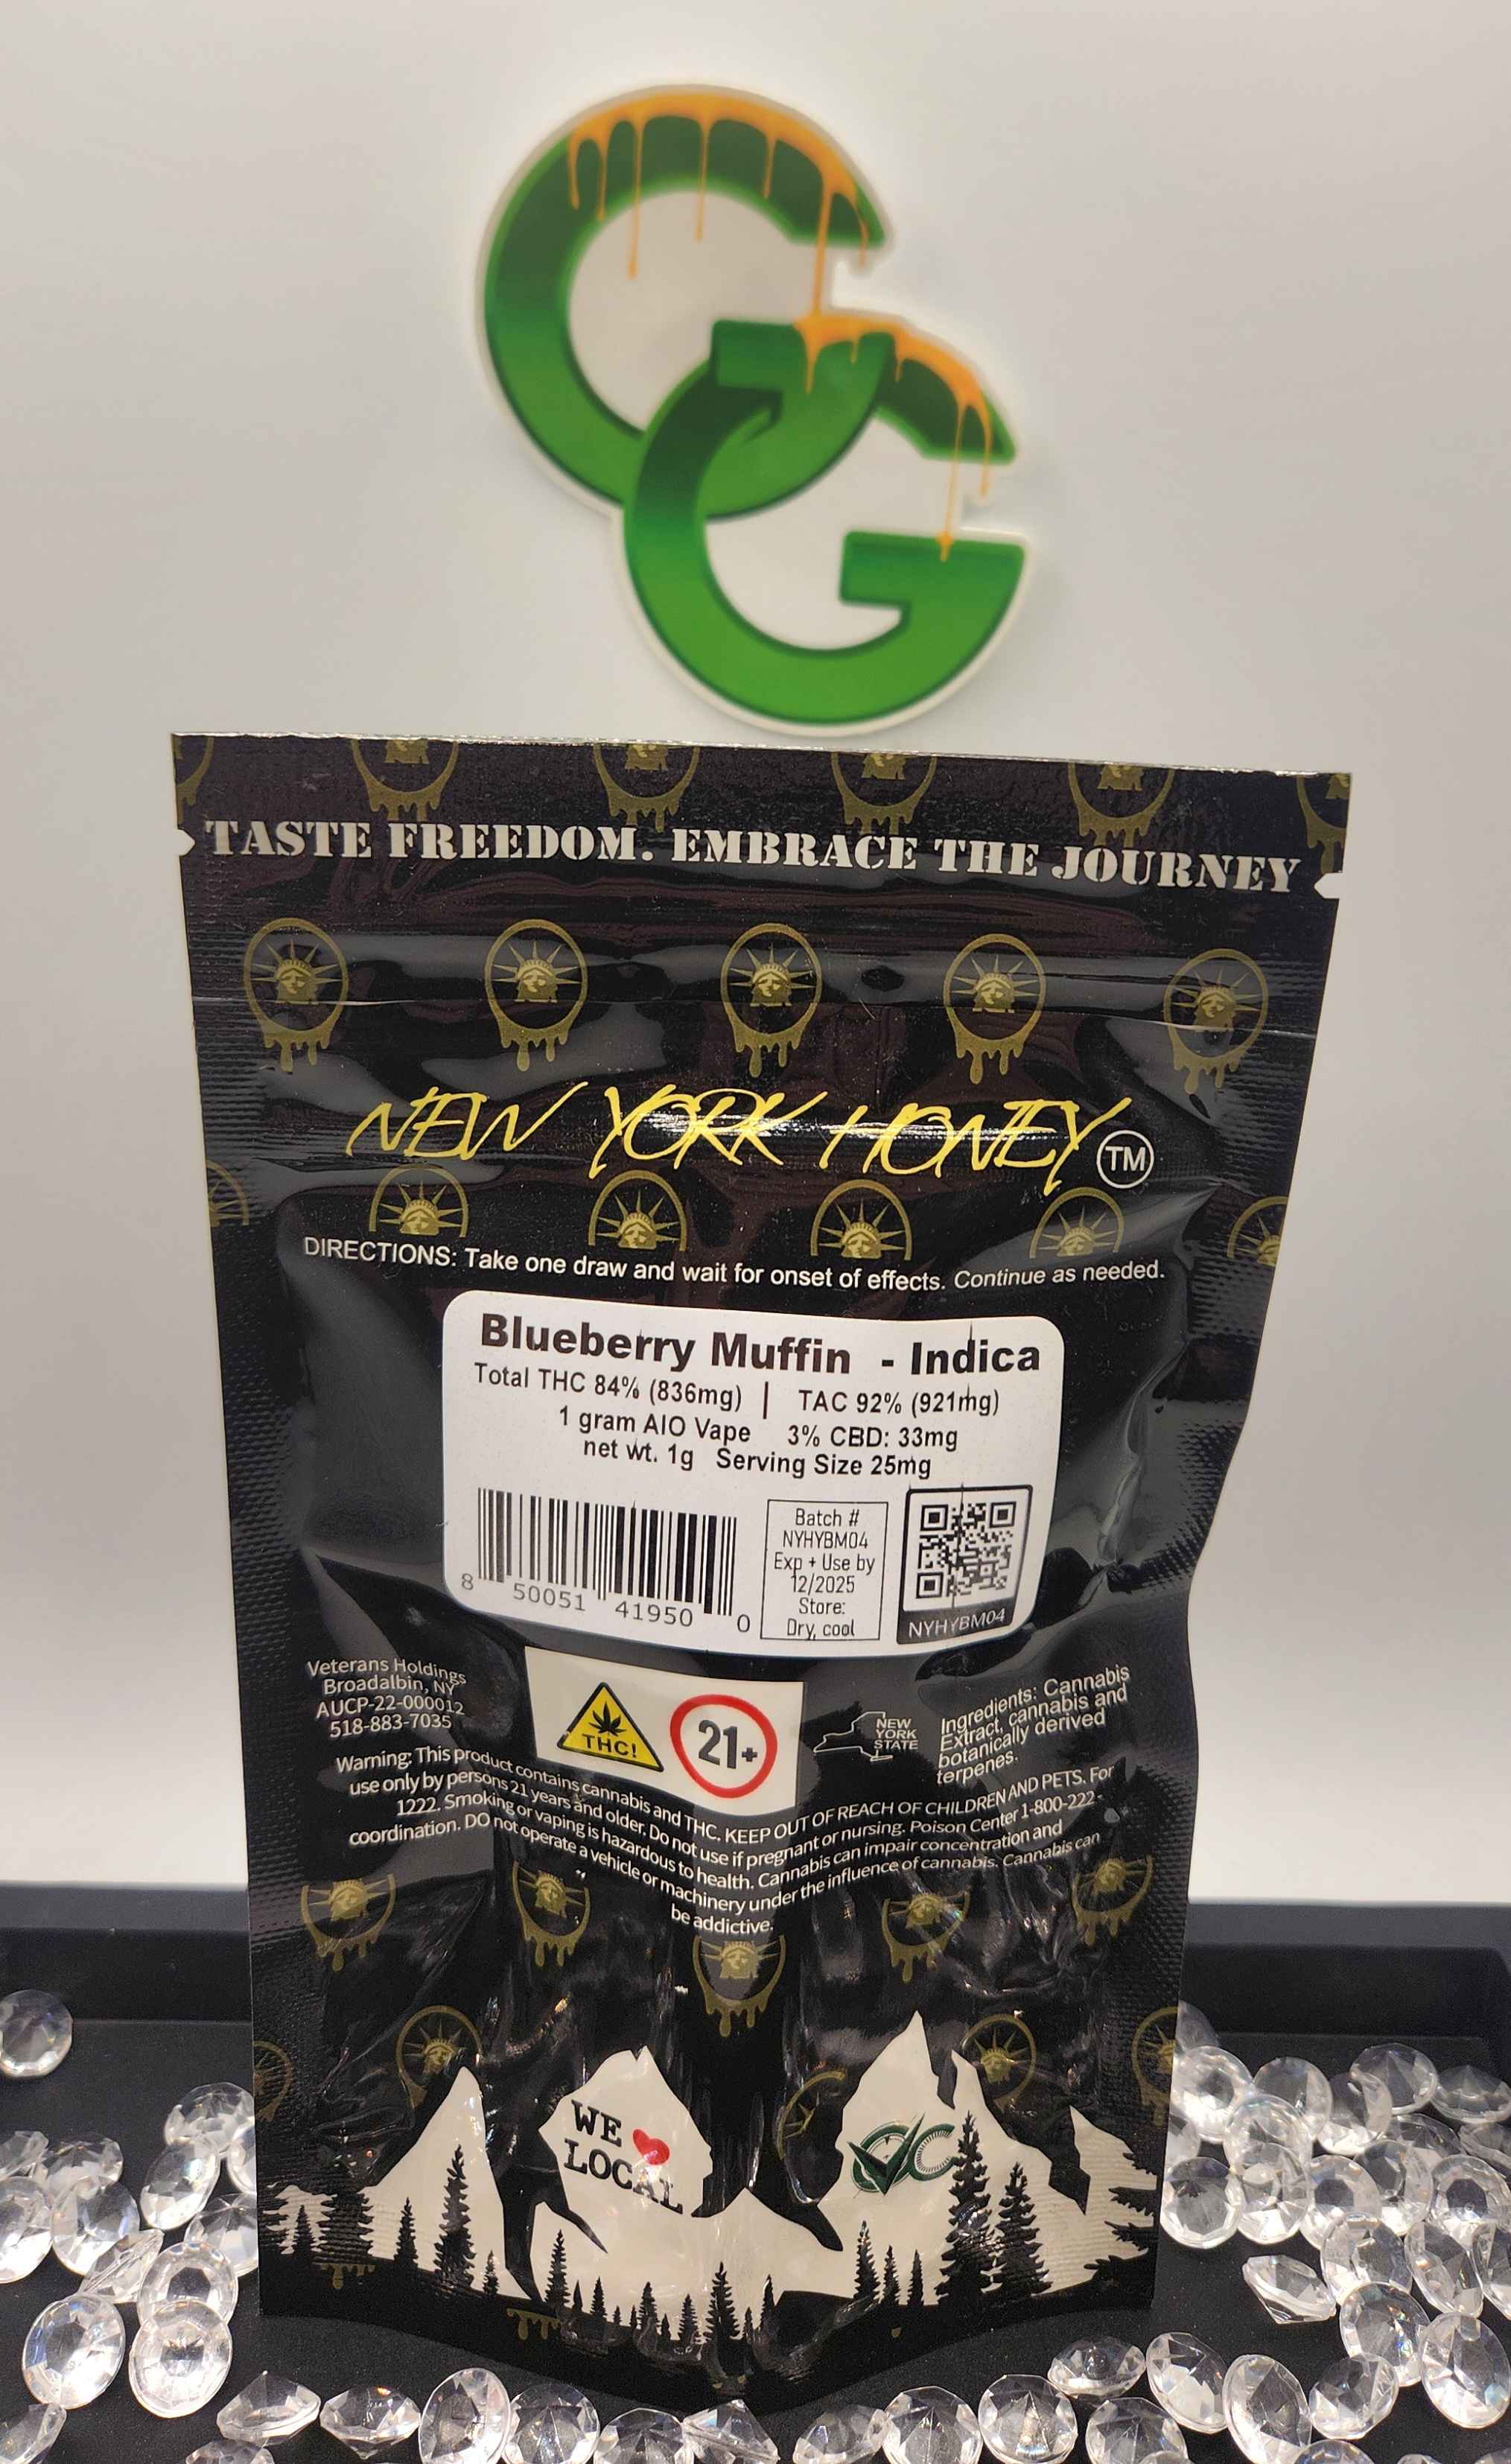 CG
TASTE FREEDOM. EMBRACE THE JOURNEY
NEW YORK HONEY TM
DIRECTIONS: Take one draw and wait for onset of effects. Continue as needed.
Blueberry Muffin - Indica
Total THC 84% (836mg) | TAC 92% (921mg)
1 gram AIO Vape 3% CBD: 33mg
net wt. 1g Serving Size 25mg
8 50051 41950 0
Batch #
NYHYBM04
Exp + Use by
12/2025
Store:
Dry, cool
NYHYBM04
Veterans Holdings
Broadalbin, NY
AUCP-22-000012
518-883-7035
THC!
21+
NEW
YORK
STATE
Ingredients: Cannabis
Extract, cannabis and
botanically derived
terpenes.
Warning: This product contains cannabis and THC. KEEP OUT OF REACH OF CHILDREN AND PETS. For
use only by persons 21 years and older. Do not use if pregnant or nursing. Poison Center 1-800-222-
1222. Smoking or vaping is hazardous to health. Cannabis can impair concentration and
coordination. DO not operate a vehicle or machinery under the influence of cannabis. Cannabis can
be addictive.
WE
LOCAL